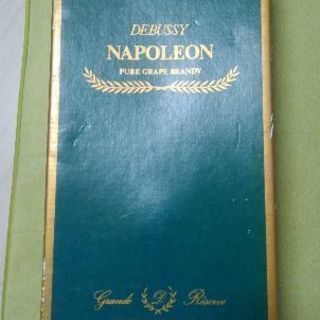 DEBUSSY
NAPOLEON
PURE GRAPE BRANDY
Grande D Réserve